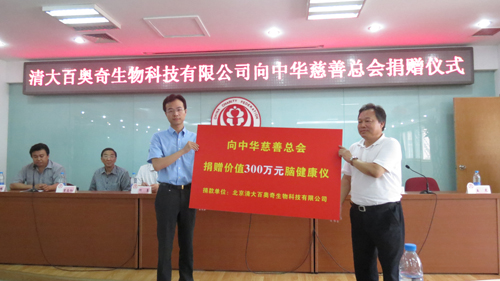 清大百奥奇生物科技有限公司向中华慈善总会捐赠仪式
向中华慈善总会
捐赠价值300万元脑健康仪
捐款单位：北京清大百奥奇生物科技有限公司